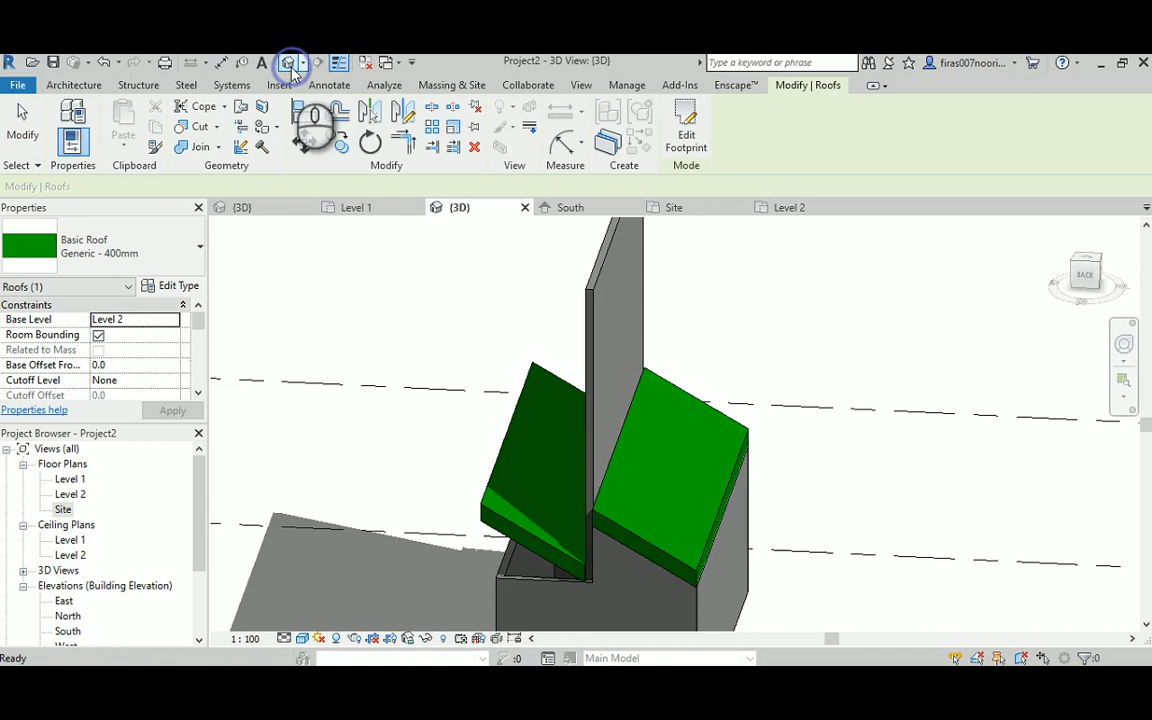 Project2 - 3D View: {3D}
Type a keyword or phrase
firas007noori...
File
Architecture
Structure
Steel
Systems
Insert
Annotate
Analyze
Massing & Site
Collaborate
View
Manage
Add-Ins
Enscape™
Modify | Roofs
Modify
Paste
Cope
Cut
Join
Edit
Footprint
Select
Properties
Clipboard
Geometry
Modify
View
Measure
Create
Mode
Modify | Roofs
Properties
{3D}
Level 1
{3D}
South
Site
Level 2
Basic Roof
Generic - 400mm
Roofs (1)
Edit Type
Constraints
Base Level
Level 2
Room Bounding
Related to Mass
Base Offset Fro...
0.0
Cutoff Level
None
Cutoff Offset
0.0
Properties help
Apply
Project Browser - Project2
Views (all)
Floor Plans
Level 1
Level 2
Site
Ceiling Plans
Level 1
Level 2
3D Views
Elevations (Building Elevation)
East
North
South
BACK
1 : 100
Ready
:0
Main Model
:0